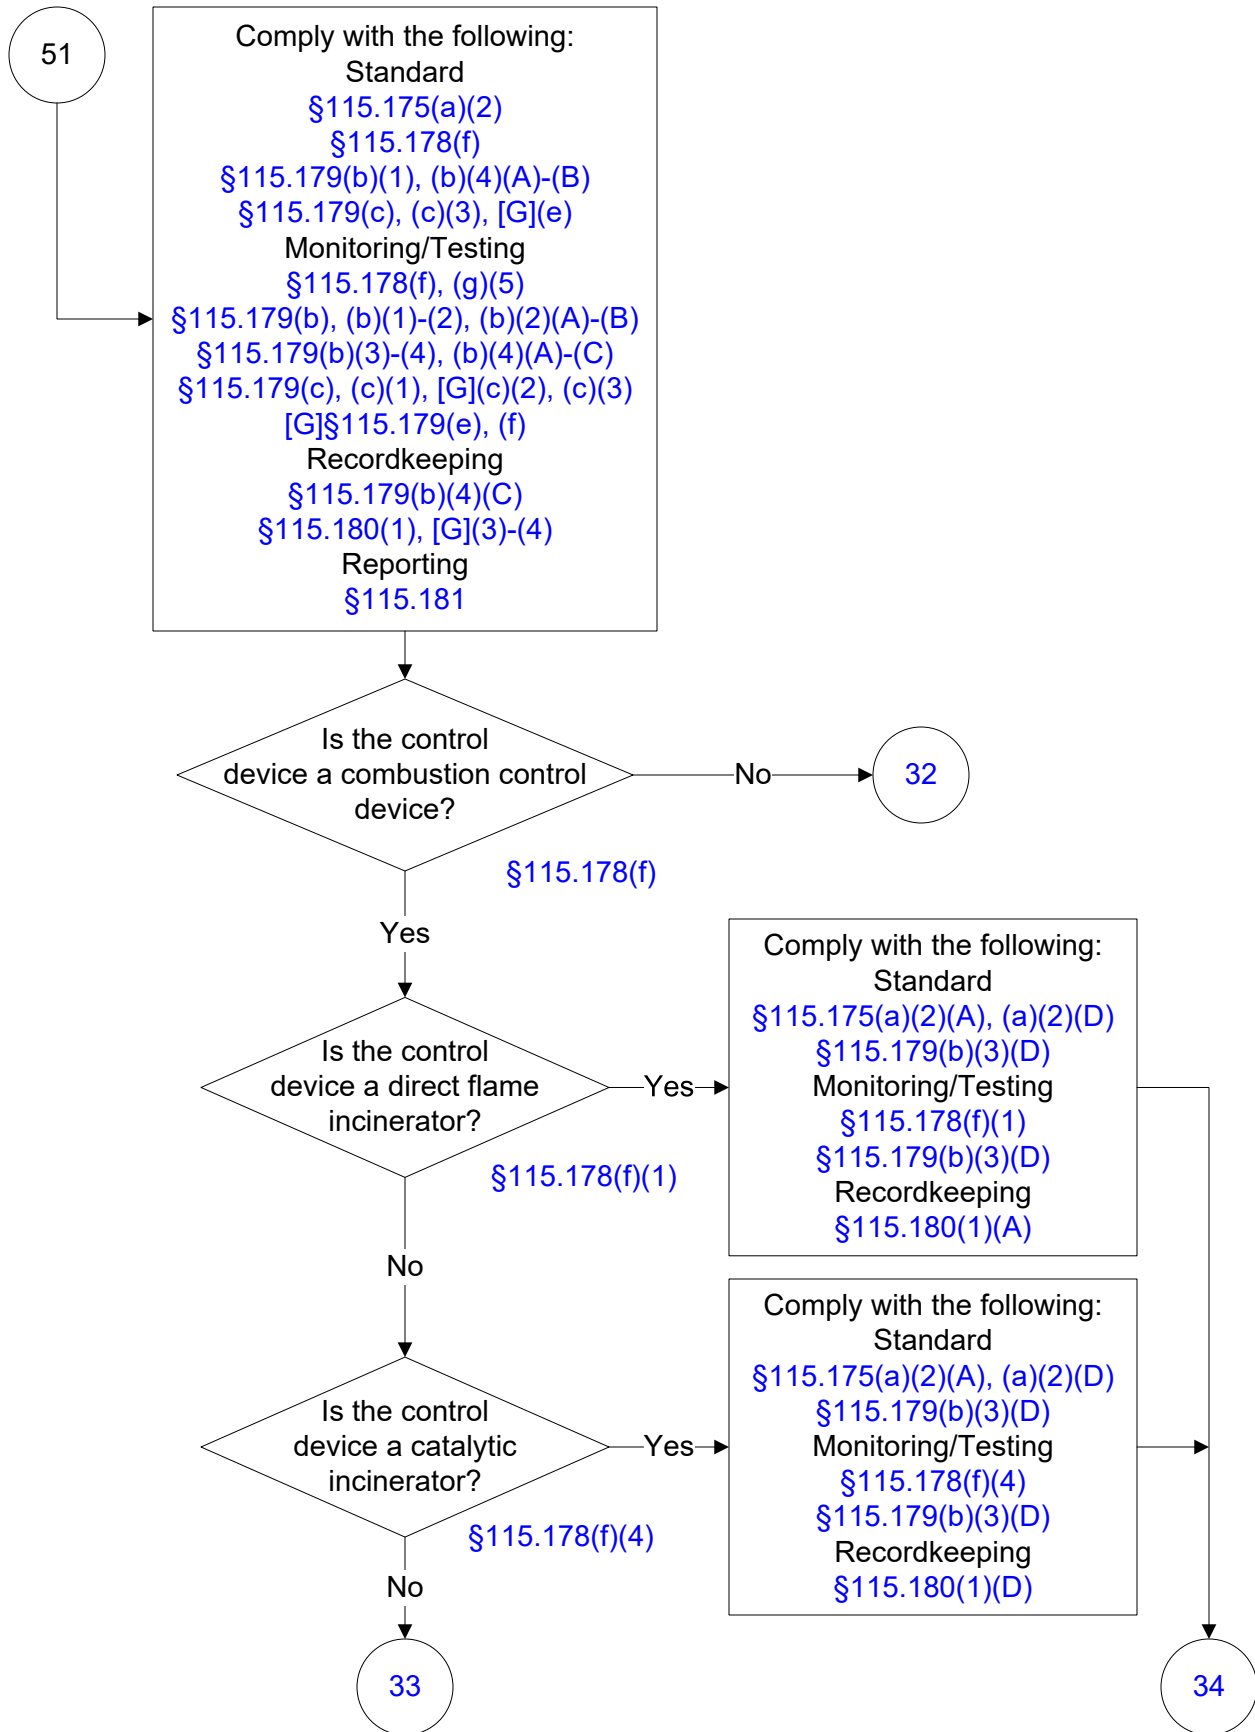 51
Comply with the following:
Standard
§115.175(a)(2)
§115.178(f)
§115.179(b)(1), (b)(4)(A)-(B)
§115.179(c), (c)(3), [G](e)
Monitoring/Testing
§115.178(f), (g)(5)
§115.179(b), (b)(1)-(2), (b)(2)(A)-(B)
§115.179(b)(3)-(4), (b)(4)(A)-(C)
§115.179(c), (c)(1), [G](c)(2), (c)(3)
[G]§115.179(e), (f)
Recordkeeping
§115.179(b)(4)(C)
§115.180(1), [G](3)-(4)
Reporting
§115.181
Is the control
device a combustion control
device?
No
32
§115.178(f)
Yes
Is the control
device a direct flame
incinerator?
Yes
§115.178(f)(1)
Comply with the following:
Standard
§115.175(a)(2)(A), (a)(2)(D)
§115.179(b)(3)(D)
Monitoring/Testing
§115.178(f)(1)
§115.179(b)(3)(D)
Recordkeeping
§115.180(1)(A)
No
Is the control
device a catalytic
incinerator?
Yes
§115.178(f)(4)
Comply with the following:
Standard
§115.175(a)(2)(A), (a)(2)(D)
§115.179(b)(3)(D)
Monitoring/Testing
§115.178(f)(4)
§115.179(b)(3)(D)
Recordkeeping
§115.180(1)(D)
No
33
34